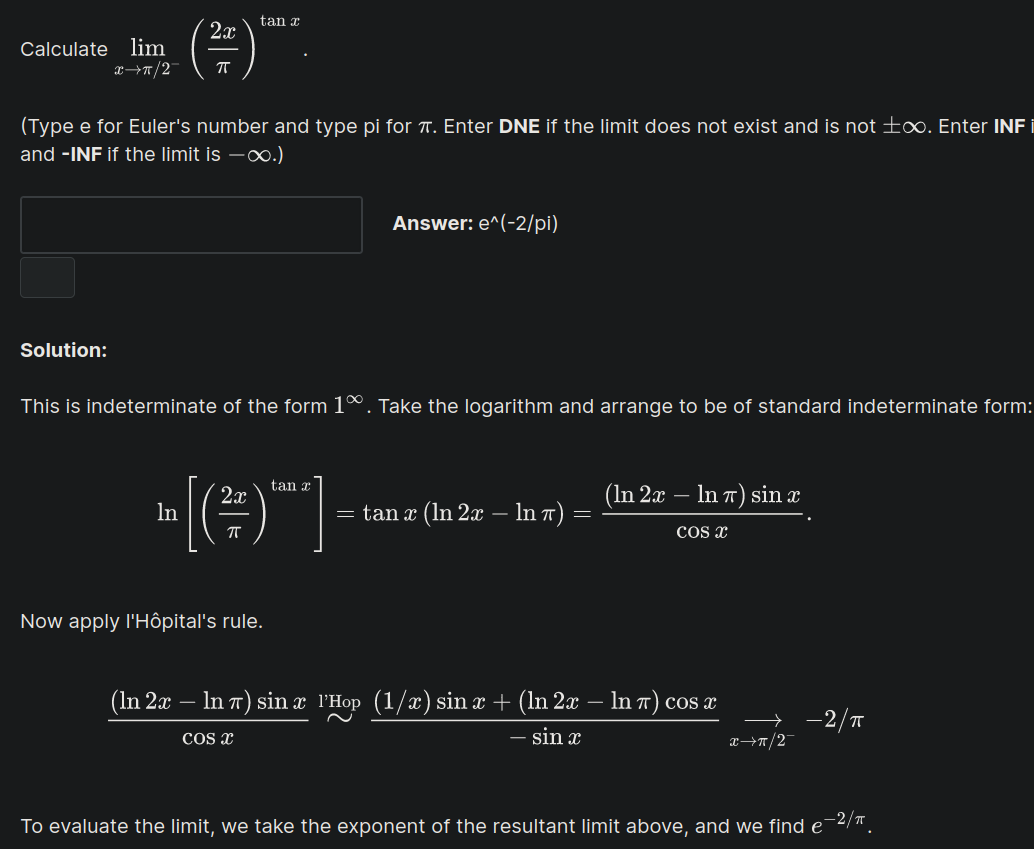 Calculate $\lim_{x \to \pi/2^-} \left(\frac{2x}{\pi}\right)^{\tan x}$.
(Type e for Euler's number and type pi for $\pi$. Enter DNE if the limit does not exist and is not $\pm\infty$. Enter INF
and -INF if the limit is $-\infty$.)
Answer: e^(-2/pi)
Solution:
This is indeterminate of the form $1^\infty$. Take the logarithm and arrange to be of standard indeterminate form:
$\ln\left[\left(\frac{2x}{\pi}\right)^{\tan x}\right] = \tan x \, (\ln 2x - \ln \pi) = \frac{(\ln 2x - \ln \pi) \sin x}{\cos x}.$
Now apply l'Hôpital's rule.
$\frac{(\ln 2x - \ln \pi) \sin x}{\cos x} \overset{\text{l'Hop}}{\sim} \frac{(1/x) \sin x + (\ln 2x - \ln \pi) \cos x}{-\sin x} \underset{x \to \pi/2^-}{\longrightarrow} -2/\pi$
To evaluate the limit, we take the exponent of the resultant limit above, and we find $e^{-2/\pi}$.